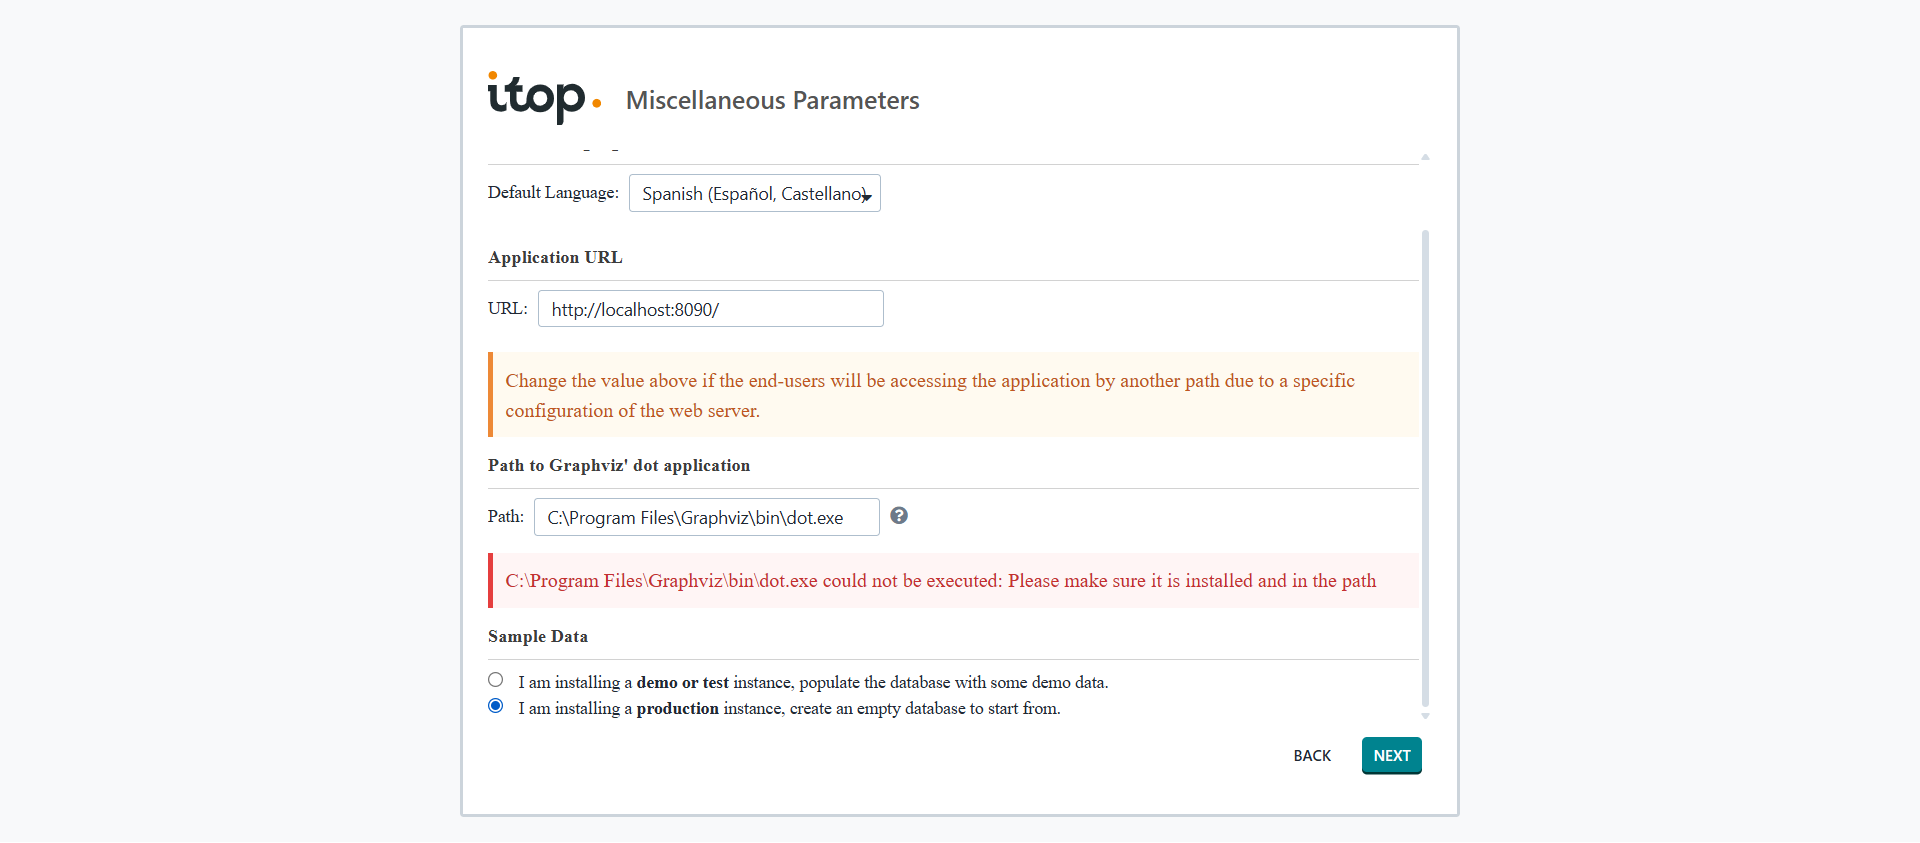 itop
Miscellaneous Parameters
Default Language: Spanish (Español, Castellano)
Application URL
URL: http://localhost:8090/
Change the value above if the end-users will be accessing the application by another path due to a specific
configuration of the web server.
Path to Graphviz' dot application
Path: C:\Program Files\Graphviz\bin\dot.exe
C:\Program Files\Graphviz\bin\dot.exe could not be executed: Please make sure it is installed and in the path
Sample Data
I am installing a demo or test instance, populate the database with some demo data.
I am installing a production instance, create an empty database to start from.
BACK NEXT